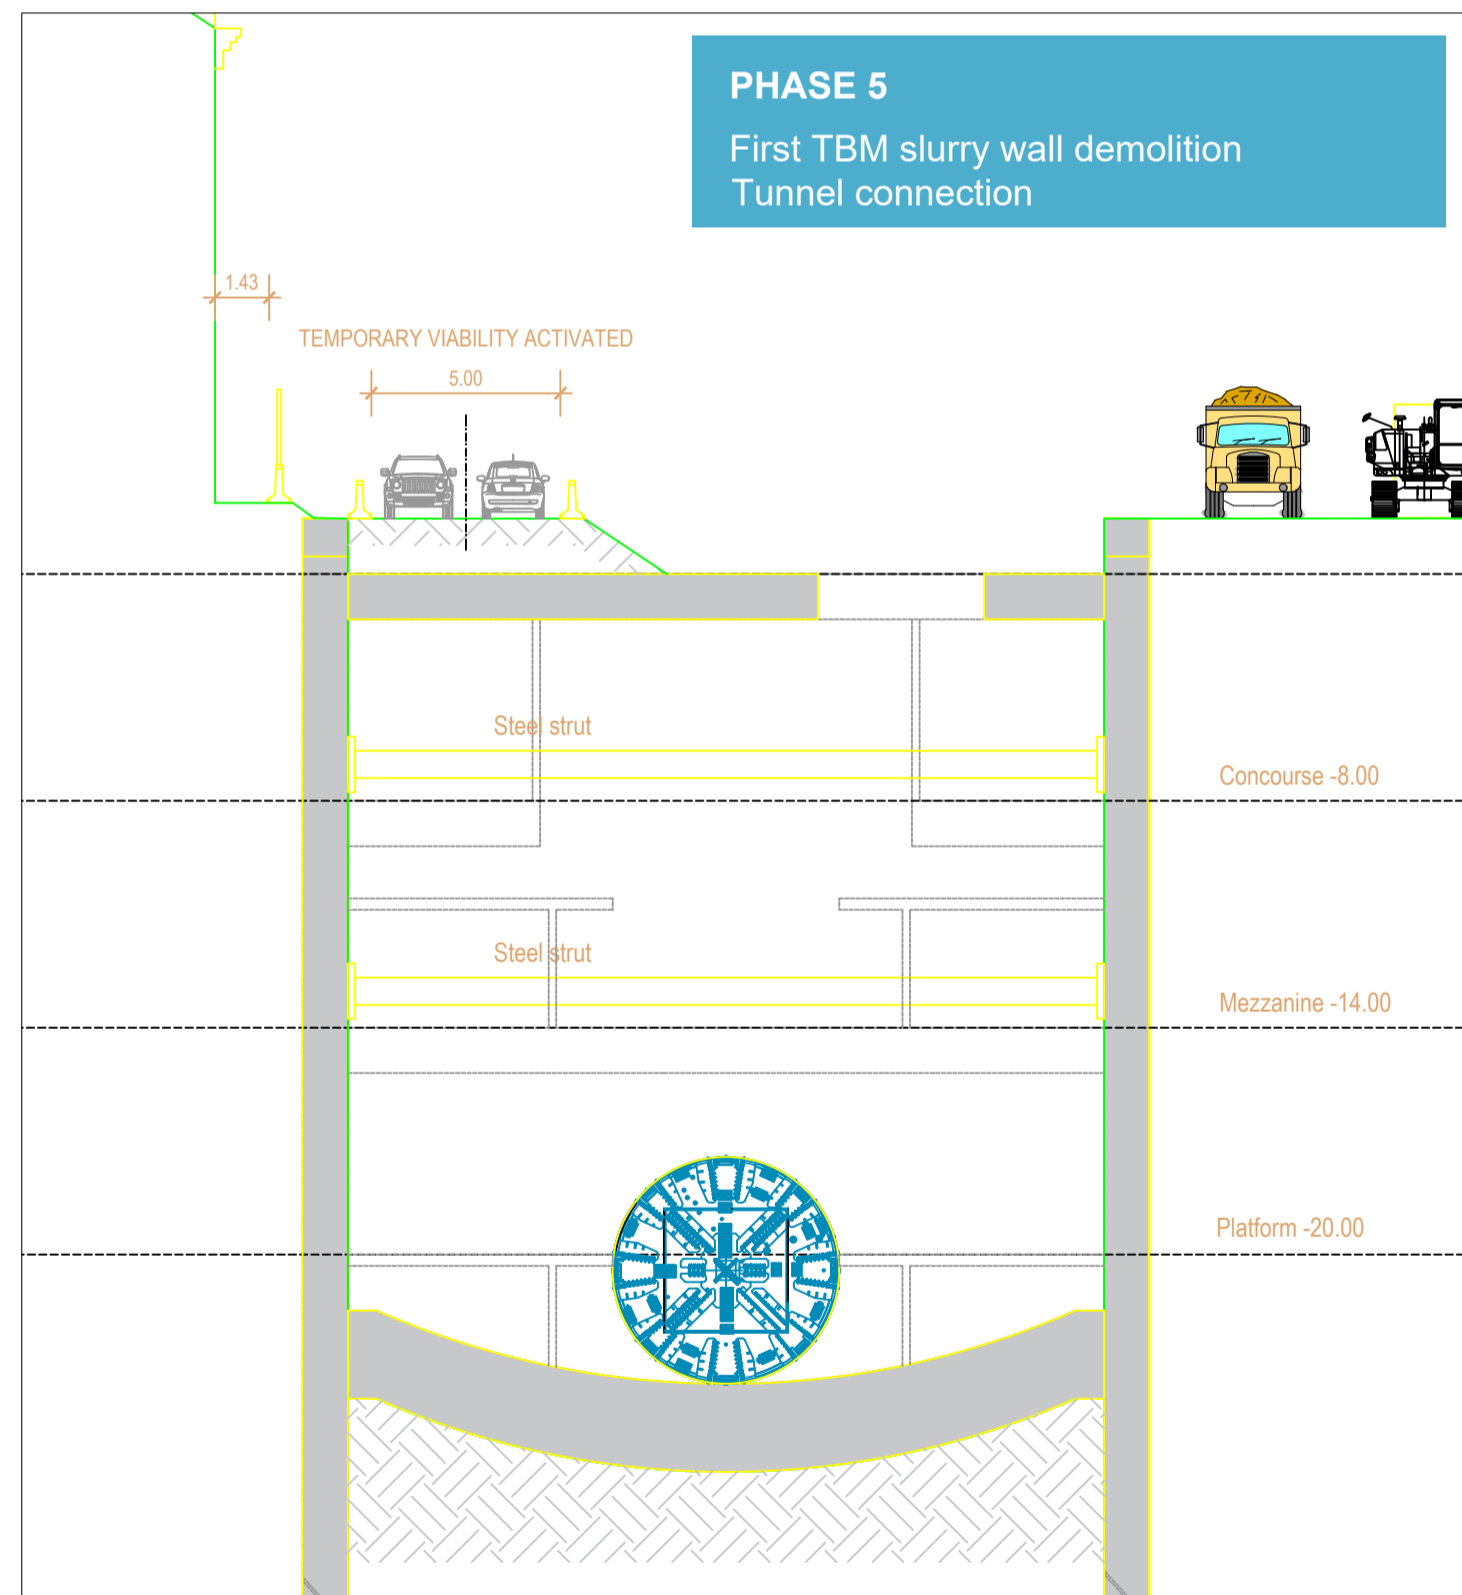 PHASE 5
First TBM slurry wall demolition
Tunnel connection
1.43
TEMPORARY VIABILITY ACTIVATED
5.00
Steel strut
Concourse -8.00
Steel strut
Mezzanine -14.00
Platform -20.00